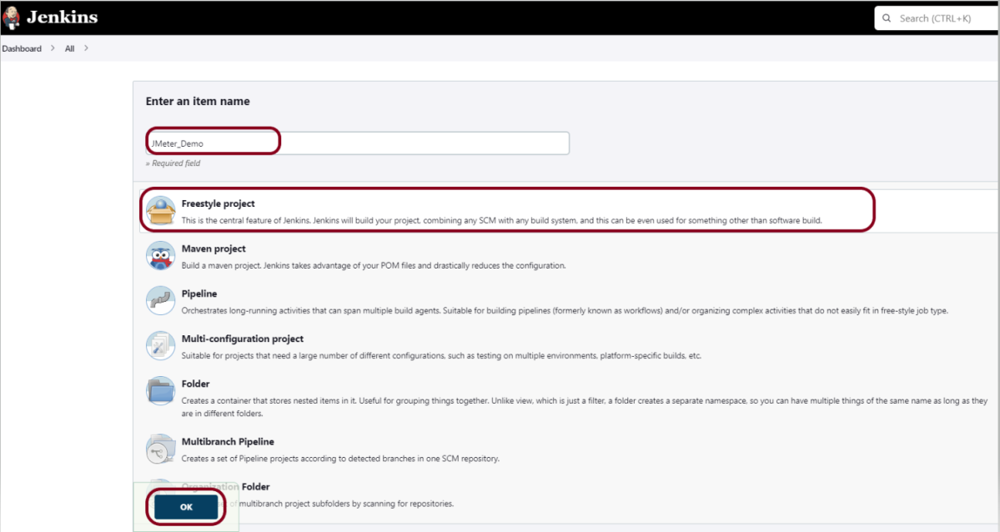 Jenkins
Search (CTRL+K)
Dashboard > All >
Enter an item name
JMeter_Demo
» Required field
Freestyle project
This is the central feature of Jenkins. Jenkins will build your project, combining any SCM with any build system, and this can be even used for something other than software build.
Maven project
Build a maven project. Jenkins takes advantage of your POM files and drastically reduces the configuration.
Pipeline
Orchestrates long-running activities that can span multiple build agents. Suitable for building pipelines (formerly known as workflows) and/or organizing complex activities that do not easily fit in free-style job type.
Multi-configuration project
Suitable for projects that need a large number of different configurations, such as testing on multiple environments, platform-specific builds, etc.
Folder
Creates a container that stores nested items in it. Useful for grouping things together. Unlike view, which is just a filter, a folder creates a separate namespace, so you can have multiple things of the same name as long as they
are in different folders.
Multibranch Pipeline
Creates a set of Pipeline projects according to detected branches in one SCM repository.
Organization Folder
of multibranch project subfolders by scanning for repositories.
OK